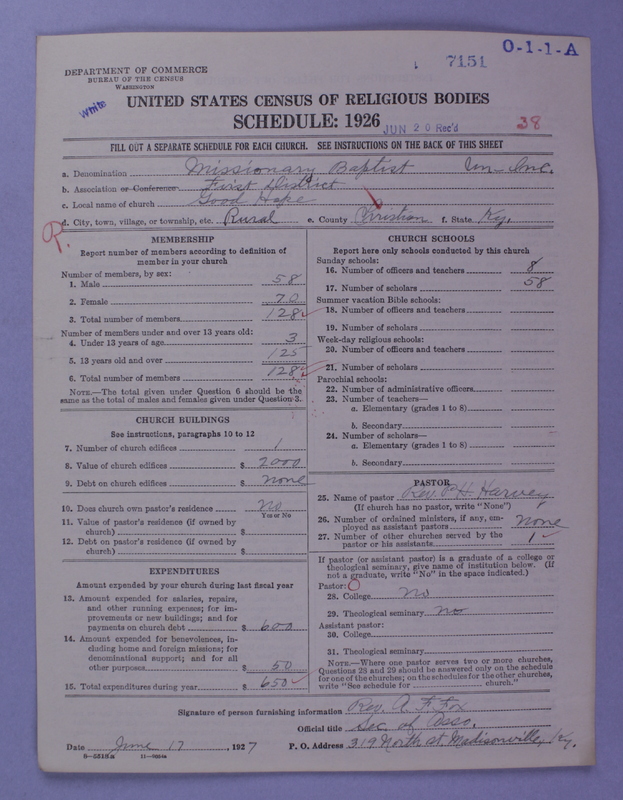 7151
O-1-1-A
DEPARTMENT OF COMMERCE
BUREAU OF THE CENSUS
WASHINGTON
White
UNITED STATES CENSUS OF RELIGIOUS BODIES
SCHEDULE: 1926
JUN 20 Rec'd
38
FILL OUT A SEPARATE SCHEDULE FOR EACH CHURCH. SEE INSTRUCTIONS ON THE BACK OF THIS SHEET
a. Denomination Missionary Baptist Un-Inc.
b. Association or Conference First District
c. Local name of church Good Hope
d. City, town, village, or township, etc. Rural e. County Christian f. State Ky.
R.
MEMBERSHIP
Report number of members according to definition of
member in your church
Number of members, by sex:
1. Male 58
2. Female 70
3. Total number of members 128
Number of members under and over 13 years old:
4. Under 13 years of age 3
5. 13 years old and over 125
6. Total number of members 128
NOTE.—The total given under Question 6 should be the
same as the total of males and females given under Question 3.
CHURCH BUILDINGS
See instructions, paragraphs 10 to 12
7. Number of church edifices 1
8. Value of church edifices $ 2000
9. Debt on church edifices $ none
10. Does church own pastor's residence no
Yes or No
11. Value of pastor's residence (if owned by
church) $
12. Debt on pastor's residence (if owned by
church) $
EXPENDITURES
Amount expended by your church during last fiscal year
13. Amount expended for salaries, repairs,
and other running expenses; for im-
provements or new buildings; and for
payments on church debt $ 600
14. Amount expended for benevolences, in-
cluding home and foreign missions; for
denominational support; and for all
other purposes $ 50
15. Total expenditures during year $ 650
CHURCH SCHOOLS
Report here only schools conducted by this church
Sunday schools:
16. Number of officers and teachers 8
17. Number of scholars 58
Summer vacation Bible schools:
18. Number of officers and teachers
19. Number of scholars
Week-day religious schools:
20. Number of officers and teachers
21. Number of scholars
Parochial schools:
22. Number of administrative officers
23. Number of teachers—
a. Elementary (grades 1 to 8)
b. Secondary
24. Number of scholars—
a. Elementary (grades 1 to 8)
b. Secondary
PASTOR
25. Name of pastor Rev. P. H. Harvey
(If church has no pastor, write "None")
26. Number of ordained ministers, if any, em-
ployed as assistant pastors none
27. Number of other churches served by the
pastor or his assistants 1
If pastor (or assistant pastor) is a graduate of a college or
theological seminary, give name of institution below. (If
not a graduate, write "No" in the space indicated.)
Pastor: 0
28. College no
29. Theological seminary no
Assistant pastor:
30. College
31. Theological seminary
NOTE.—Where one pastor serves two or more churches,
Questions 28 and 29 should be answered only on the schedule
for one of the churches; on the schedules for the other churches,
write "See schedule for church."
Signature of person furnishing information Rev. A. F. Fox
Official title Sec. of Asso.
Date June 17, 1927 P. O. Address 319 North st. Madisonville, Ky.